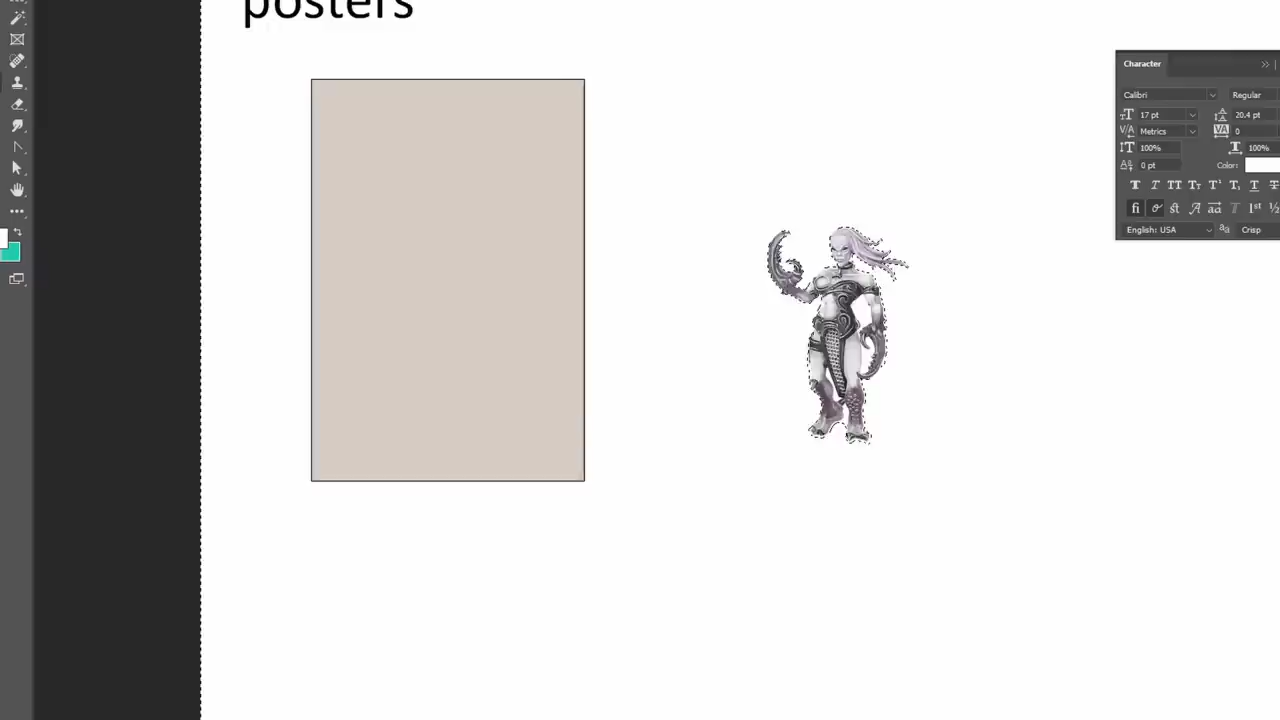 posters
Character
Calibri
Regular
17 pt
20.4 pt
Metrics
0
100%
100%
0 pt
Color:
English: USA
Crisp